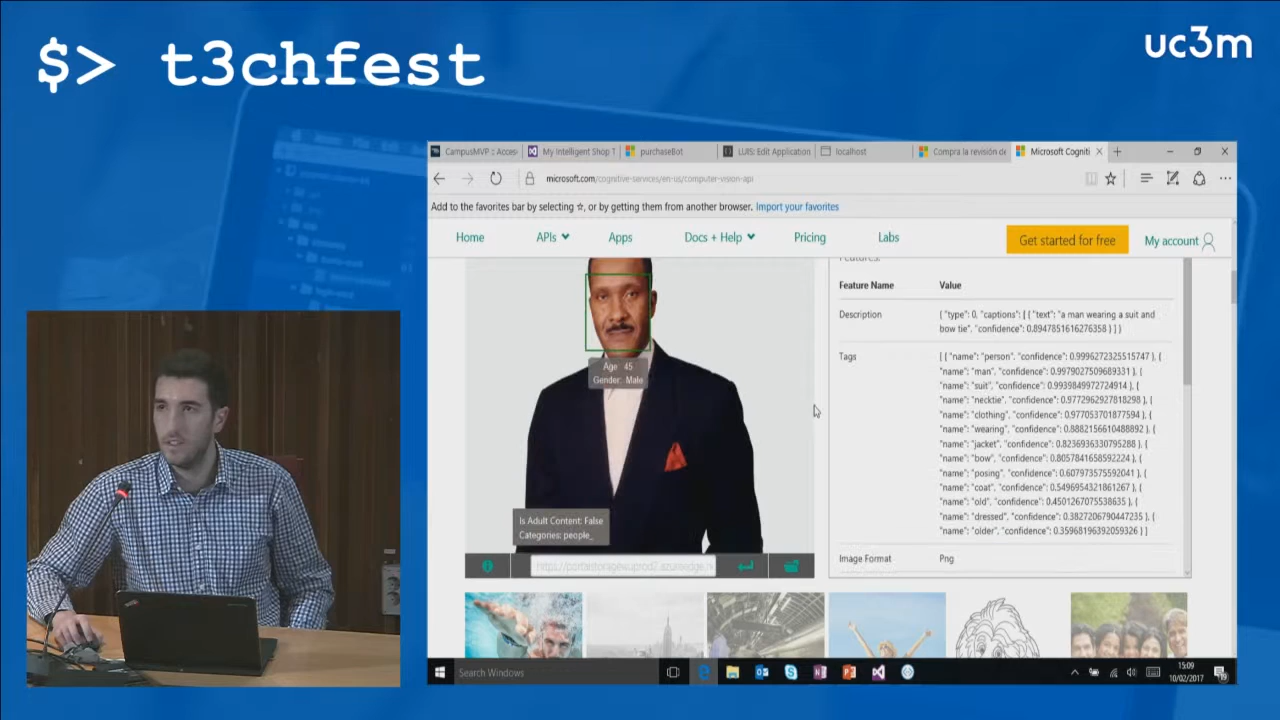 $> t3chfest
uc3m
CampusMVP :: Acces
My Intelligent Shop T
purchaseBot
LUIS: Edit Application
localhost
Compra la revisión de
Microsoft Cogniti
microsoft.com/cognitive-services/en-us/computer-vision-api
Add to the favorites bar by selecting ☆, or by getting them from another browser. Import your favorites
Home APIs Apps Docs + Help Pricing Labs Get started for free My account
Features:
Feature Name Value
Description { "type": 0, "captions": [ { "text": "a man wearing a suit and
bow tie", "confidence": 0.8947851616276358 } ] }
Tags [ { "name": "person", "confidence": 0.9996272325515747 }, {
"name": "man", "confidence": 0.9979027509689331 }, {
"name": "suit", "confidence": 0.9939849972724914 }, {
"name": "necktie", "confidence": 0.9772962927818298 }, {
"name": "clothing", "confidence": 0.977053701877594 }, {
"name": "wearing", "confidence": 0.8882156610488892 }, {
"name": "jacket", "confidence": 0.8236936330795288 }, {
"name": "bow", "confidence": 0.8057841658592224 }, {
"name": "posing", "confidence": 0.607973575592041 }, {
"name": "coat", "confidence": 0.5496954321861267 }, {
"name": "old", "confidence": 0.4501267075538635 }, {
"name": "dressed", "confidence": 0.3827206790447235 }, {
"name": "older", "confidence": 0.35968196392059326 } ]
Image Format Png
Age 45
Gender: Male
Is Adult Content: False
Categories: people_
Search Windows
15:09
10/02/2017